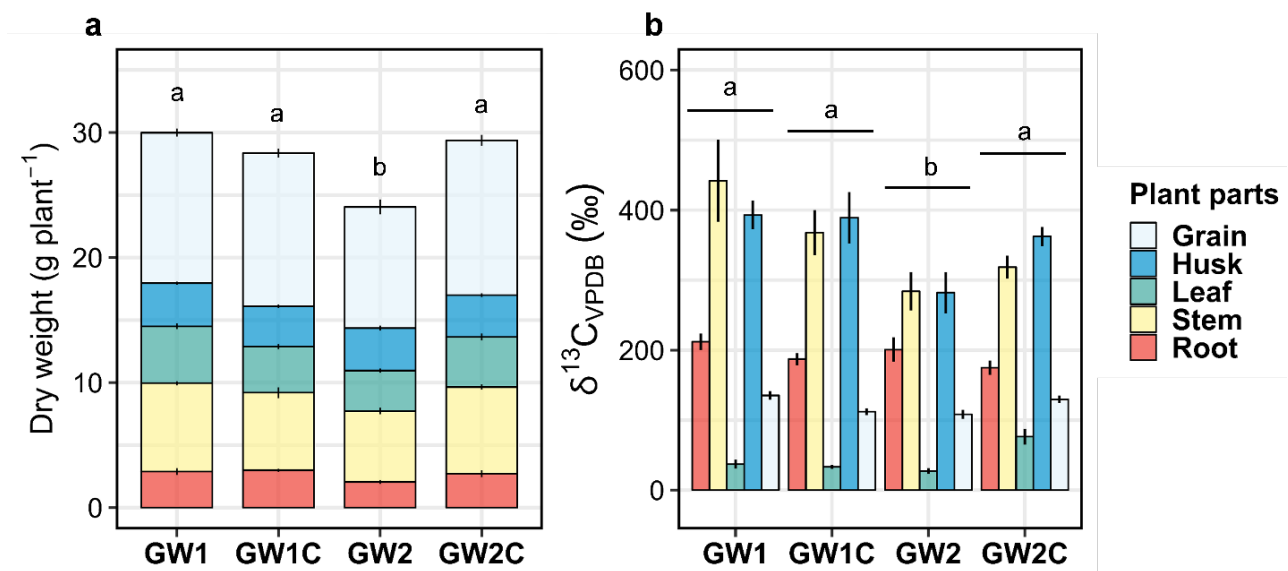 a
Dry weight (g plant⁻¹)
30
20
10
0
a
a
b
a
GW1
GW1C
GW2
GW2C
b
δ¹³C_VPDB (‰)
600
400
200
0
a
a
b
a
GW1
GW1C
GW2
GW2C
Plant parts
Grain
Husk
Leaf
Stem
Root